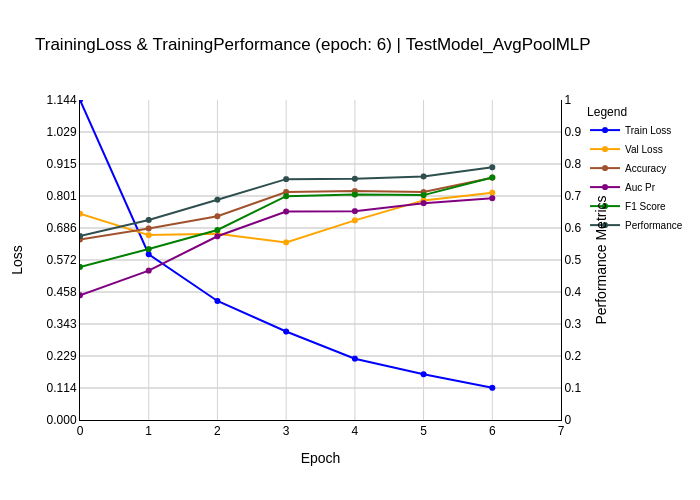 TrainingLoss & TrainingPerformance (epoch: 6) | TestModel_AvgPoolMLP
1.144
1.029
0.915
0.801
0.686
0.572
0.458
0.343
0.229
0.114
0.000
Loss
0
1
2
3
4
5
6
7
Epoch
1
0.9
0.8
0.7
0.6
0.5
0.4
0.3
0.2
0.1
0
Performance Metrics
Legend
Train Loss
Val Loss
Accuracy
Auc Pr
F1 Score
Performance